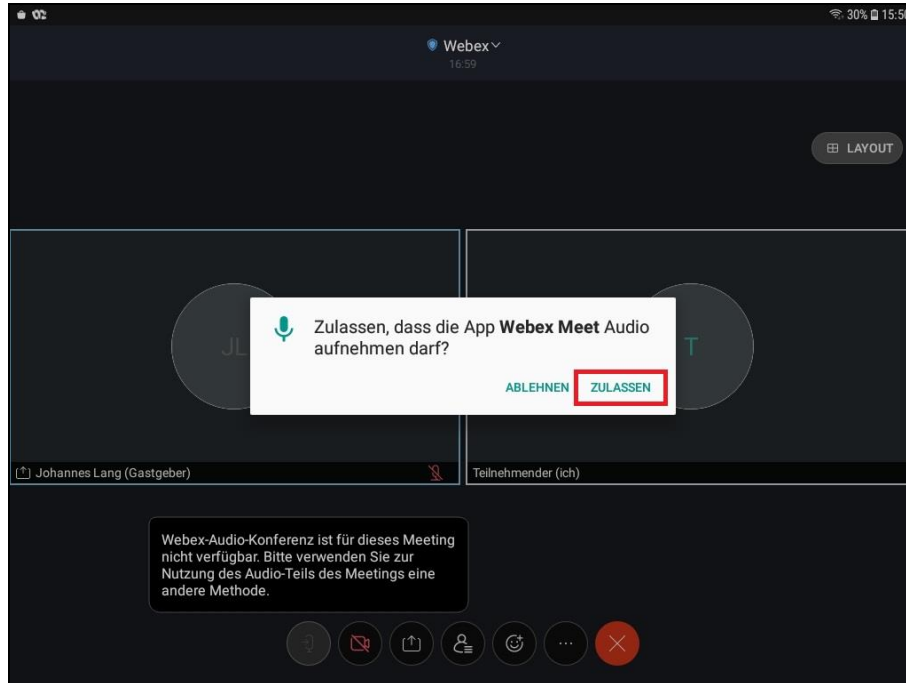 30% 15:50
Webex
16:59
LAYOUT
JL
T
Zulassen, dass die App Webex Meet Audio
aufnehmen darf?
ABLEHNEN ZULASSEN
Johannes Lang (Gastgeber)
Teilnehmender (ich)
Webex-Audio-Konferenz ist für dieses Meeting
nicht verfügbar. Bitte verwenden Sie zur
Nutzung des Audio-Teils des Meetings eine
andere Methode.